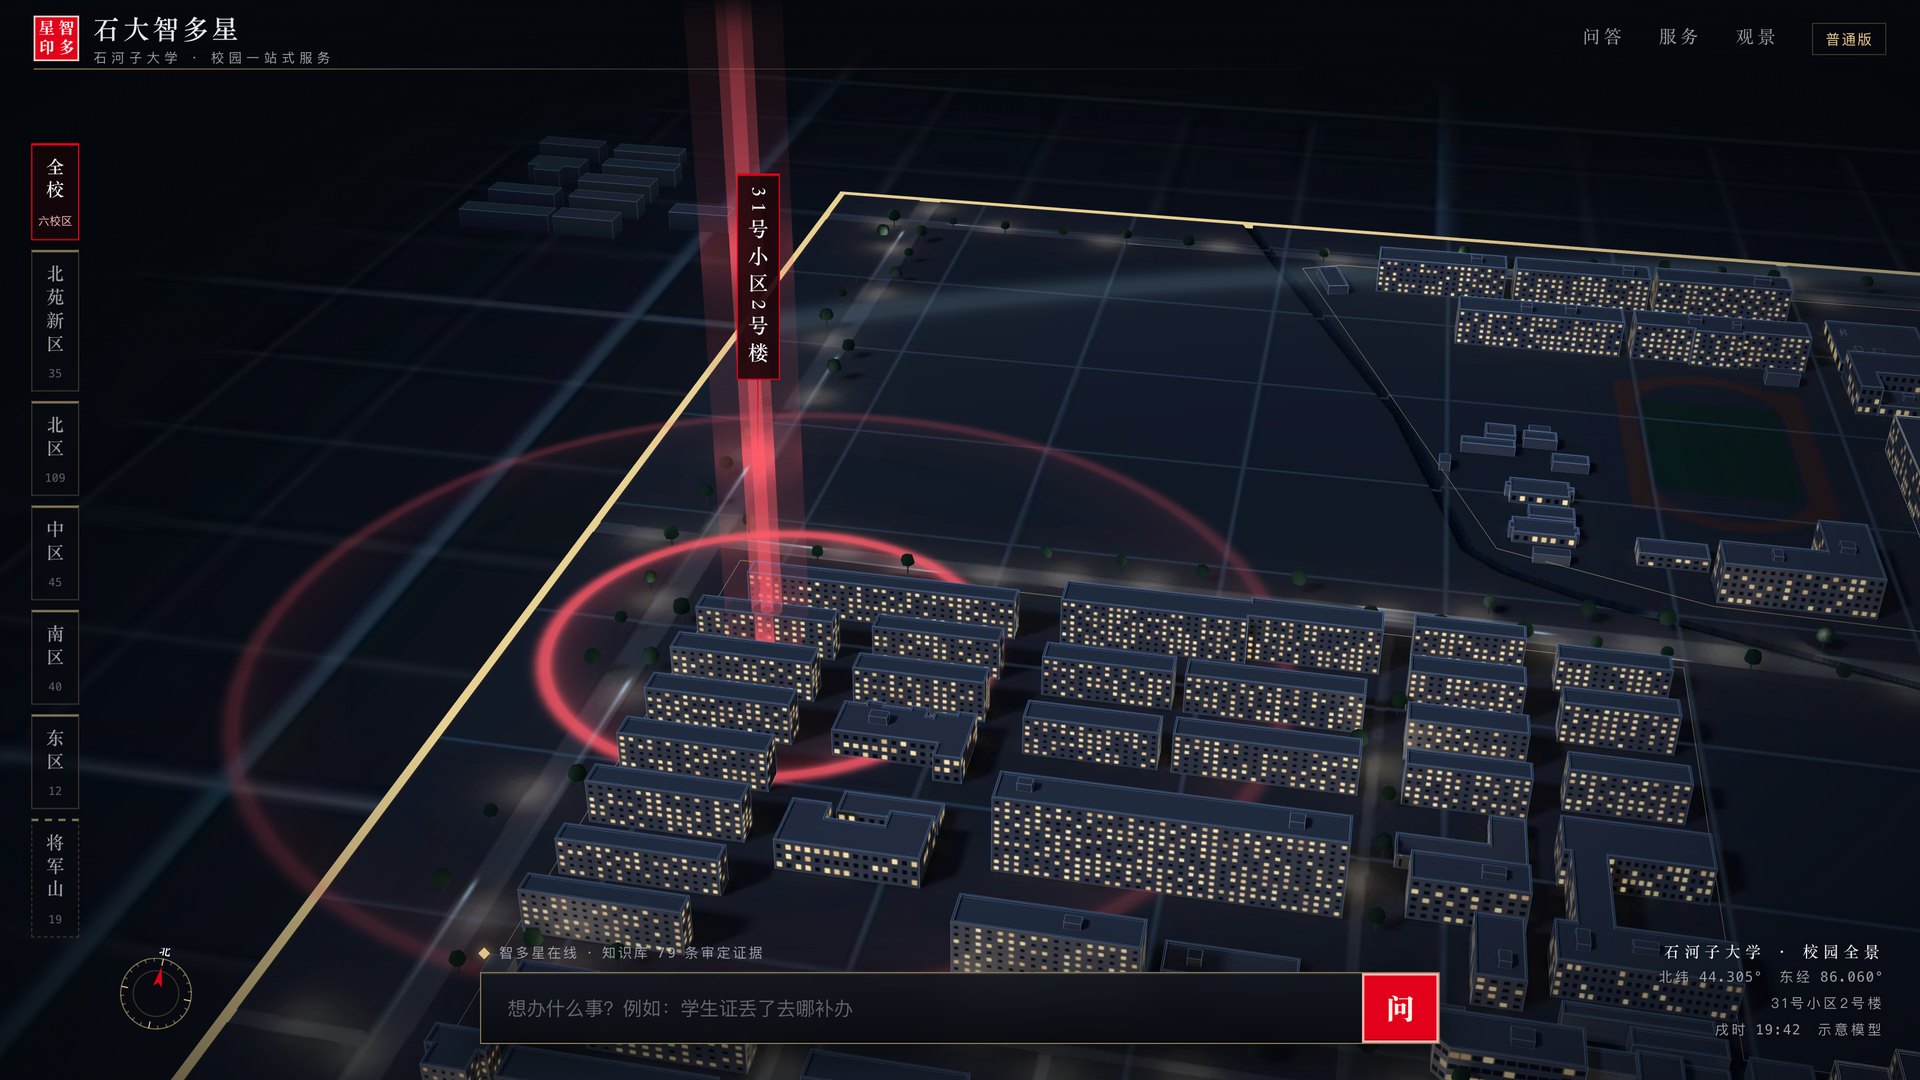 星智
印多
石大智多星
石河子大学 · 校园一站式服务
问答
服务
观景
普通版
全校
六校区
北苑新区
35
北区
109
中区
45
南区
40
东区
12
将军山
19
31号小区2号楼
北
智多星在线 · 知识库 79 条审定证据
想办什么事？例如：学生证丢了去哪补办
问
石河子大学 · 校园全景
北纬 44.305° 东经 86.060°
31号小区2号楼
戌时 19:42 示意模型